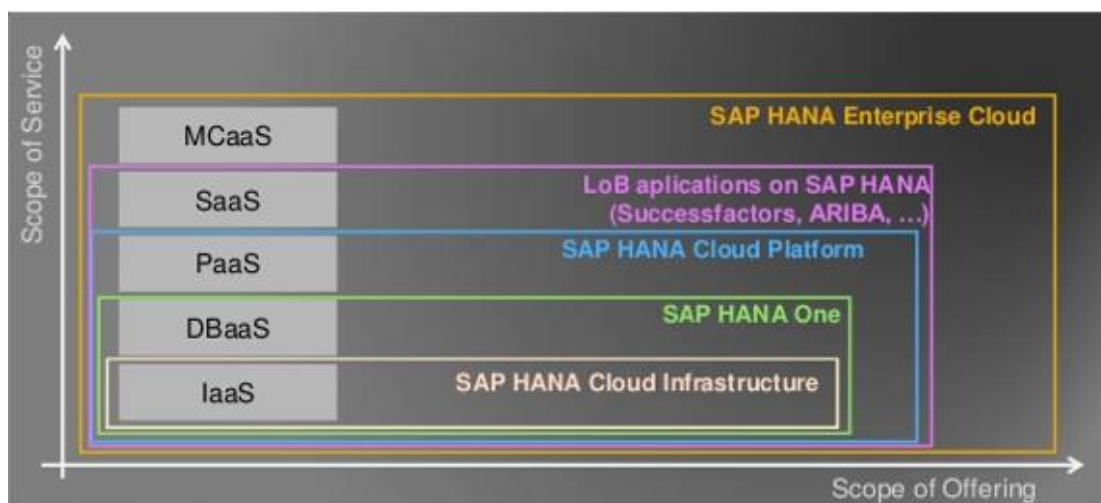 Scope of Service
SAP HANA Enterprise Cloud
MCaaS
LoB aplications on SAP HANA
(Successfactors, ARIBA, ...)
SaaS
SAP HANA Cloud Platform
PaaS
SAP HANA One
DBaaS
SAP HANA Cloud Infrastructure
IaaS
Scope of Offering